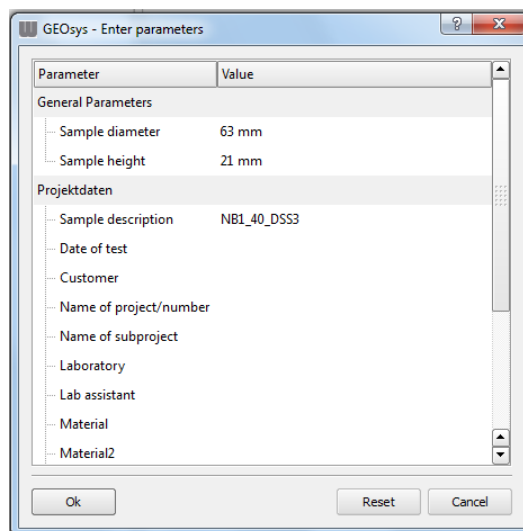 GEOsys - Enter parameters
Parameter Value
General Parameters
Sample diameter 63 mm
Sample height 21 mm
Projektdaten
Sample description NB1_40_DSS3
Date of test
Customer
Name of project/number
Name of subproject
Laboratory
Lab assistant
Material
Material2
Ok Reset Cancel